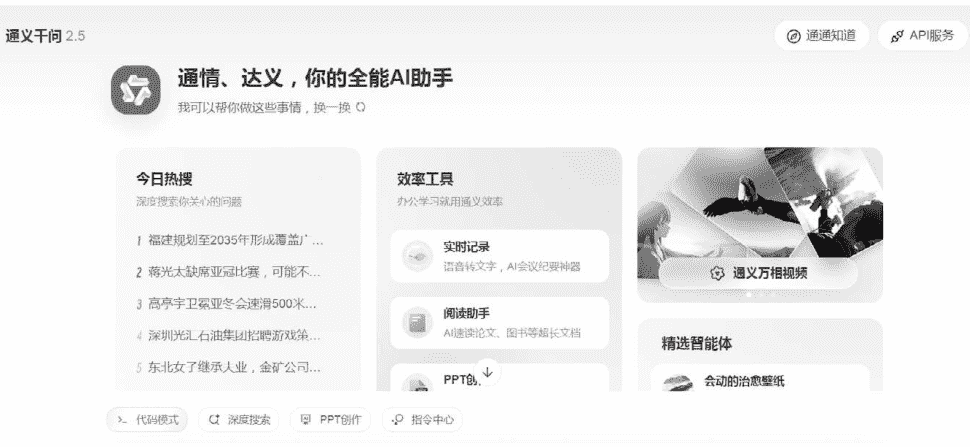 通义千问 2.5
通通知道
API服务
通情、达义，你的全能AI助手
我可以帮你做这些事情，换一换
今日热搜
深度搜索你关心的问题
1 福建规划至2035年形成覆盖广...
2 蒋光太缺席亚冠比赛，可能不...
3 高亭宇卫冕亚冬会速滑500米...
4 深圳光汇石油集团招聘游戏策...
5 东北女子继承大业，金矿公司...
效率工具
办公学习就用通义效率
实时记录
语音转文字，AI会议纪要神器
阅读助手
AI速读论文、图书等超长文档
PPT创
通义万相视频
精选智能体
会动的治愈壁纸
代码模式
深度搜索
PPT创作
指令中心